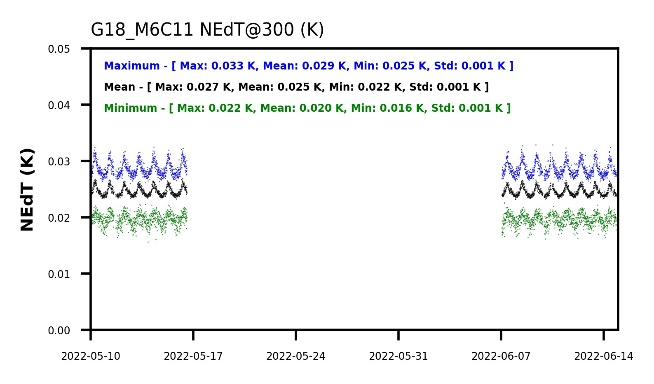 G18_M6C11 NEdT@300 (K)
0.05
Maximum - [ Max: 0.033 K, Mean: 0.029 K, Min: 0.025 K, Std: 0.001 K ]
Mean - [ Max: 0.027 K, Mean: 0.025 K, Min: 0.022 K, Std: 0.001 K ]
0.04
Minimum - [ Max: 0.022 K, Mean: 0.020 K, Min: 0.016 K, Std: 0.001 K ]
0.03
NEdT (K)
0.02
0.01
0.00
2022-05-10 2022-05-17 2022-05-24 2022-05-31 2022-06-07 2022-06-14